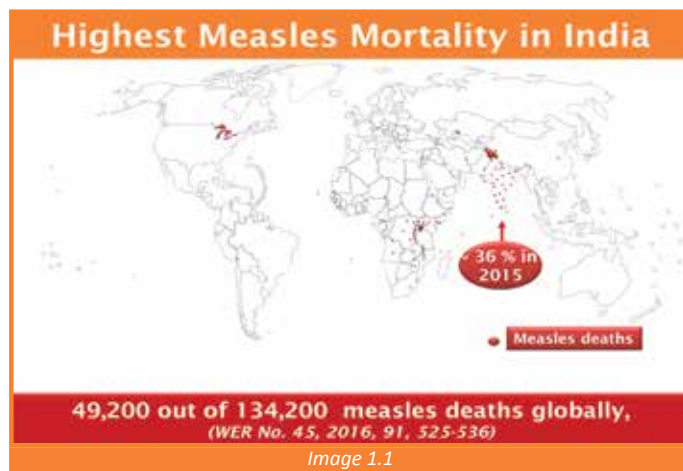 Highest Measles Mortality in India
- 36 % in
2015
Measles deaths
49,200 out of 134,200 measles deaths globally,
(WER No. 45, 2016, 91, 525-536)
Image 1.1